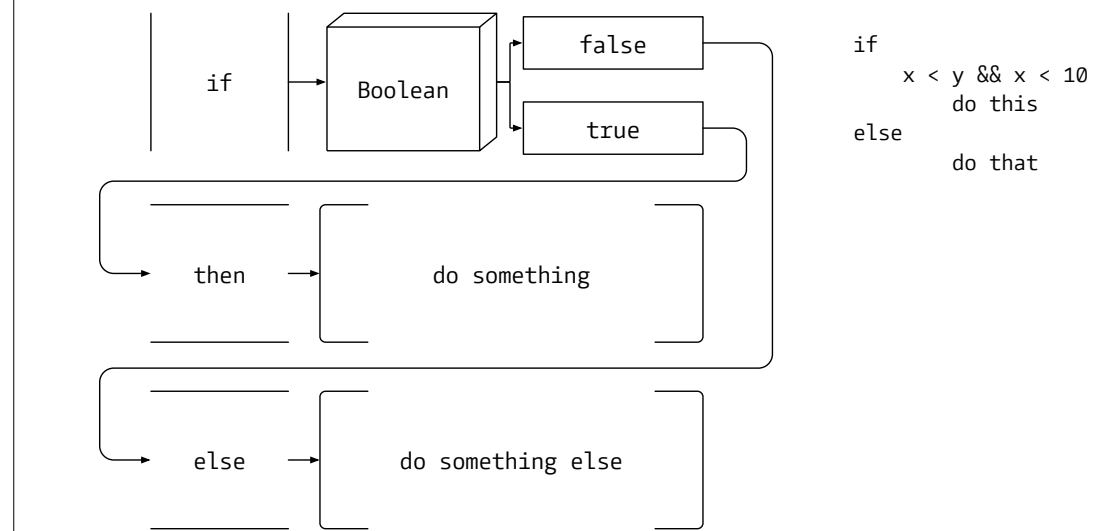 if
Boolean
false
true
then
do something
else
do something else
if
x < y && x < 10
do this
else
do that